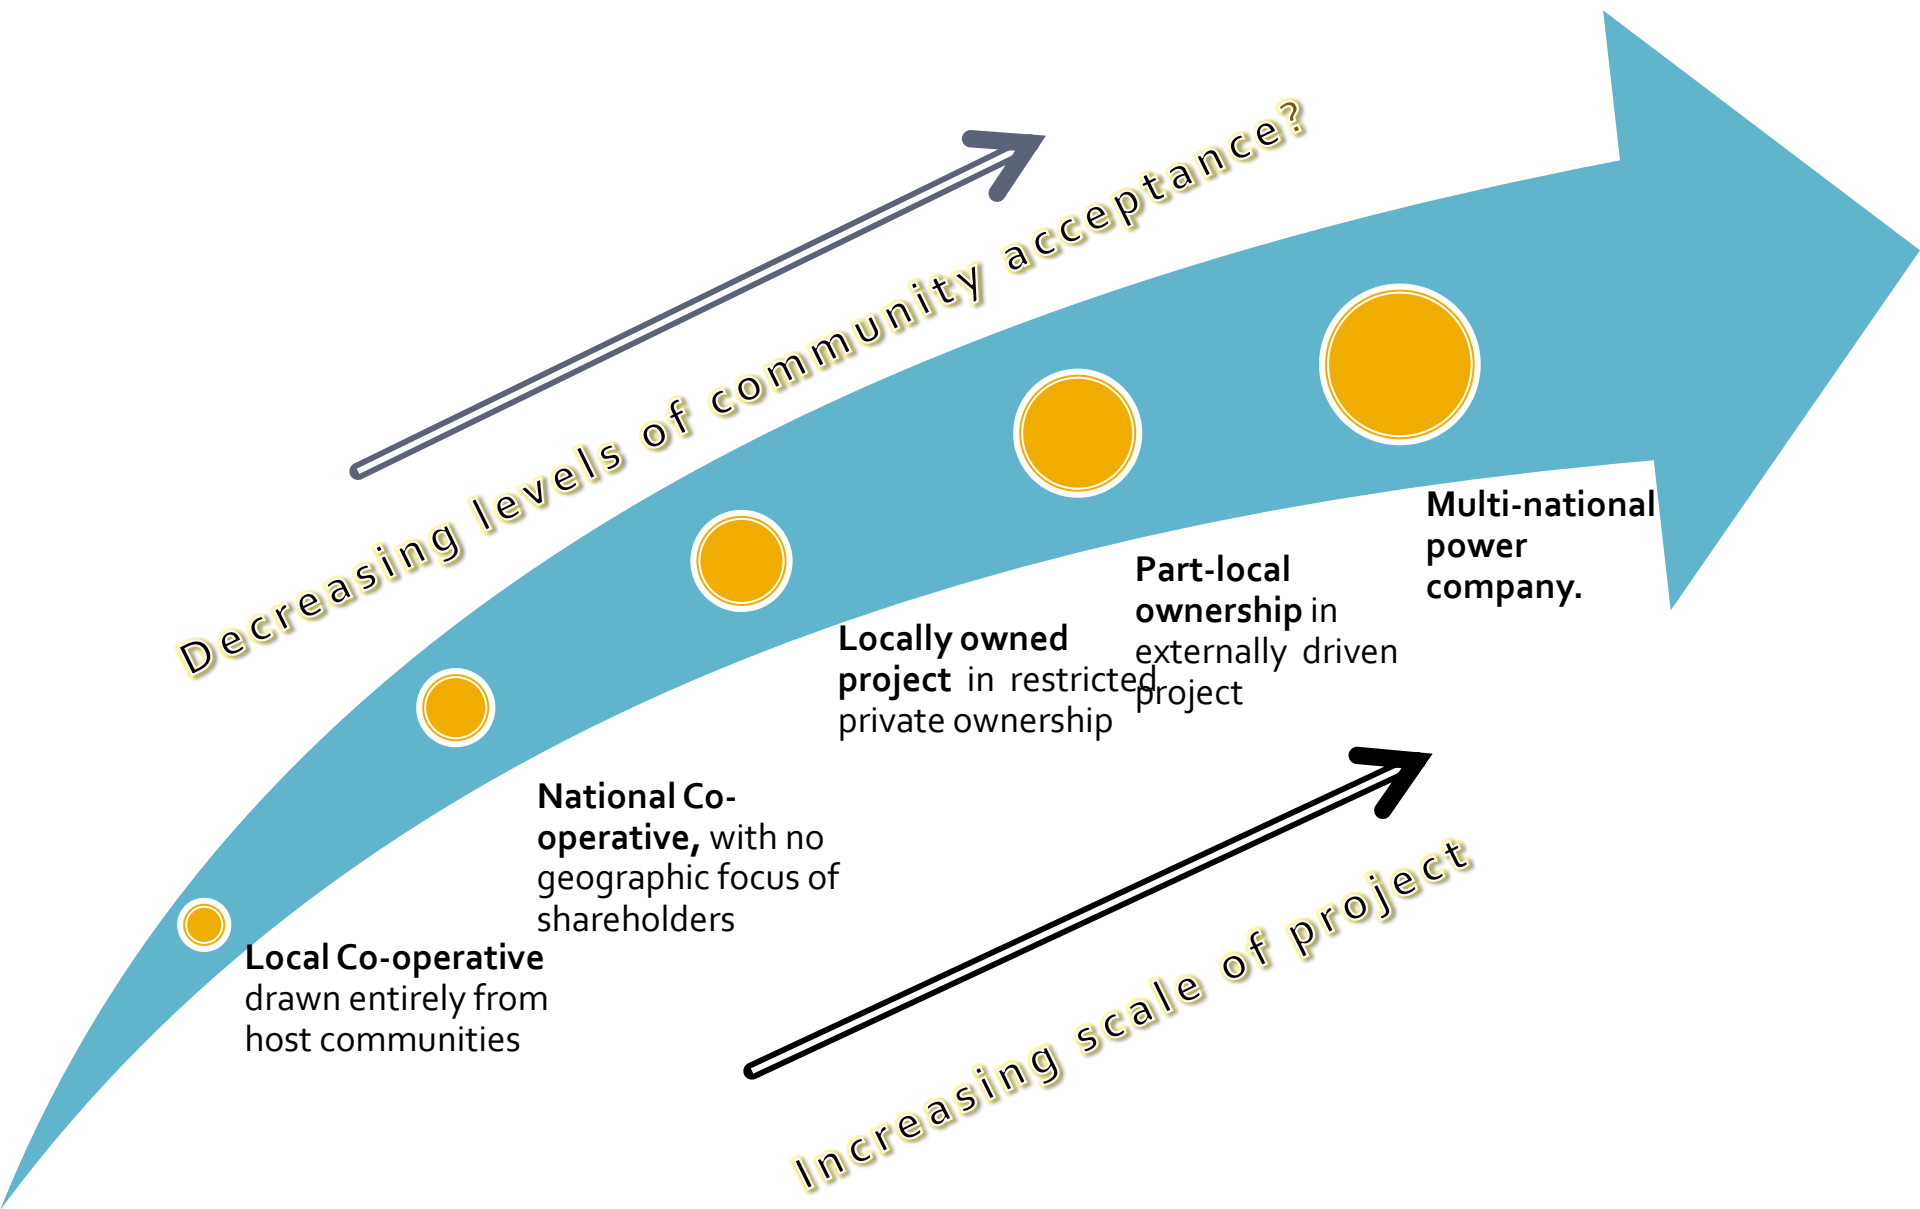 Decreasing levels of community acceptance?
Multi-national
power
company.
Part-local
ownership in
externally driven
project
Locally owned
project in restricted
private ownership
National Co-
operative, with no
geographic focus of
shareholders
Local Co-operative
drawn entirely from
host communities
Increasing scale of project